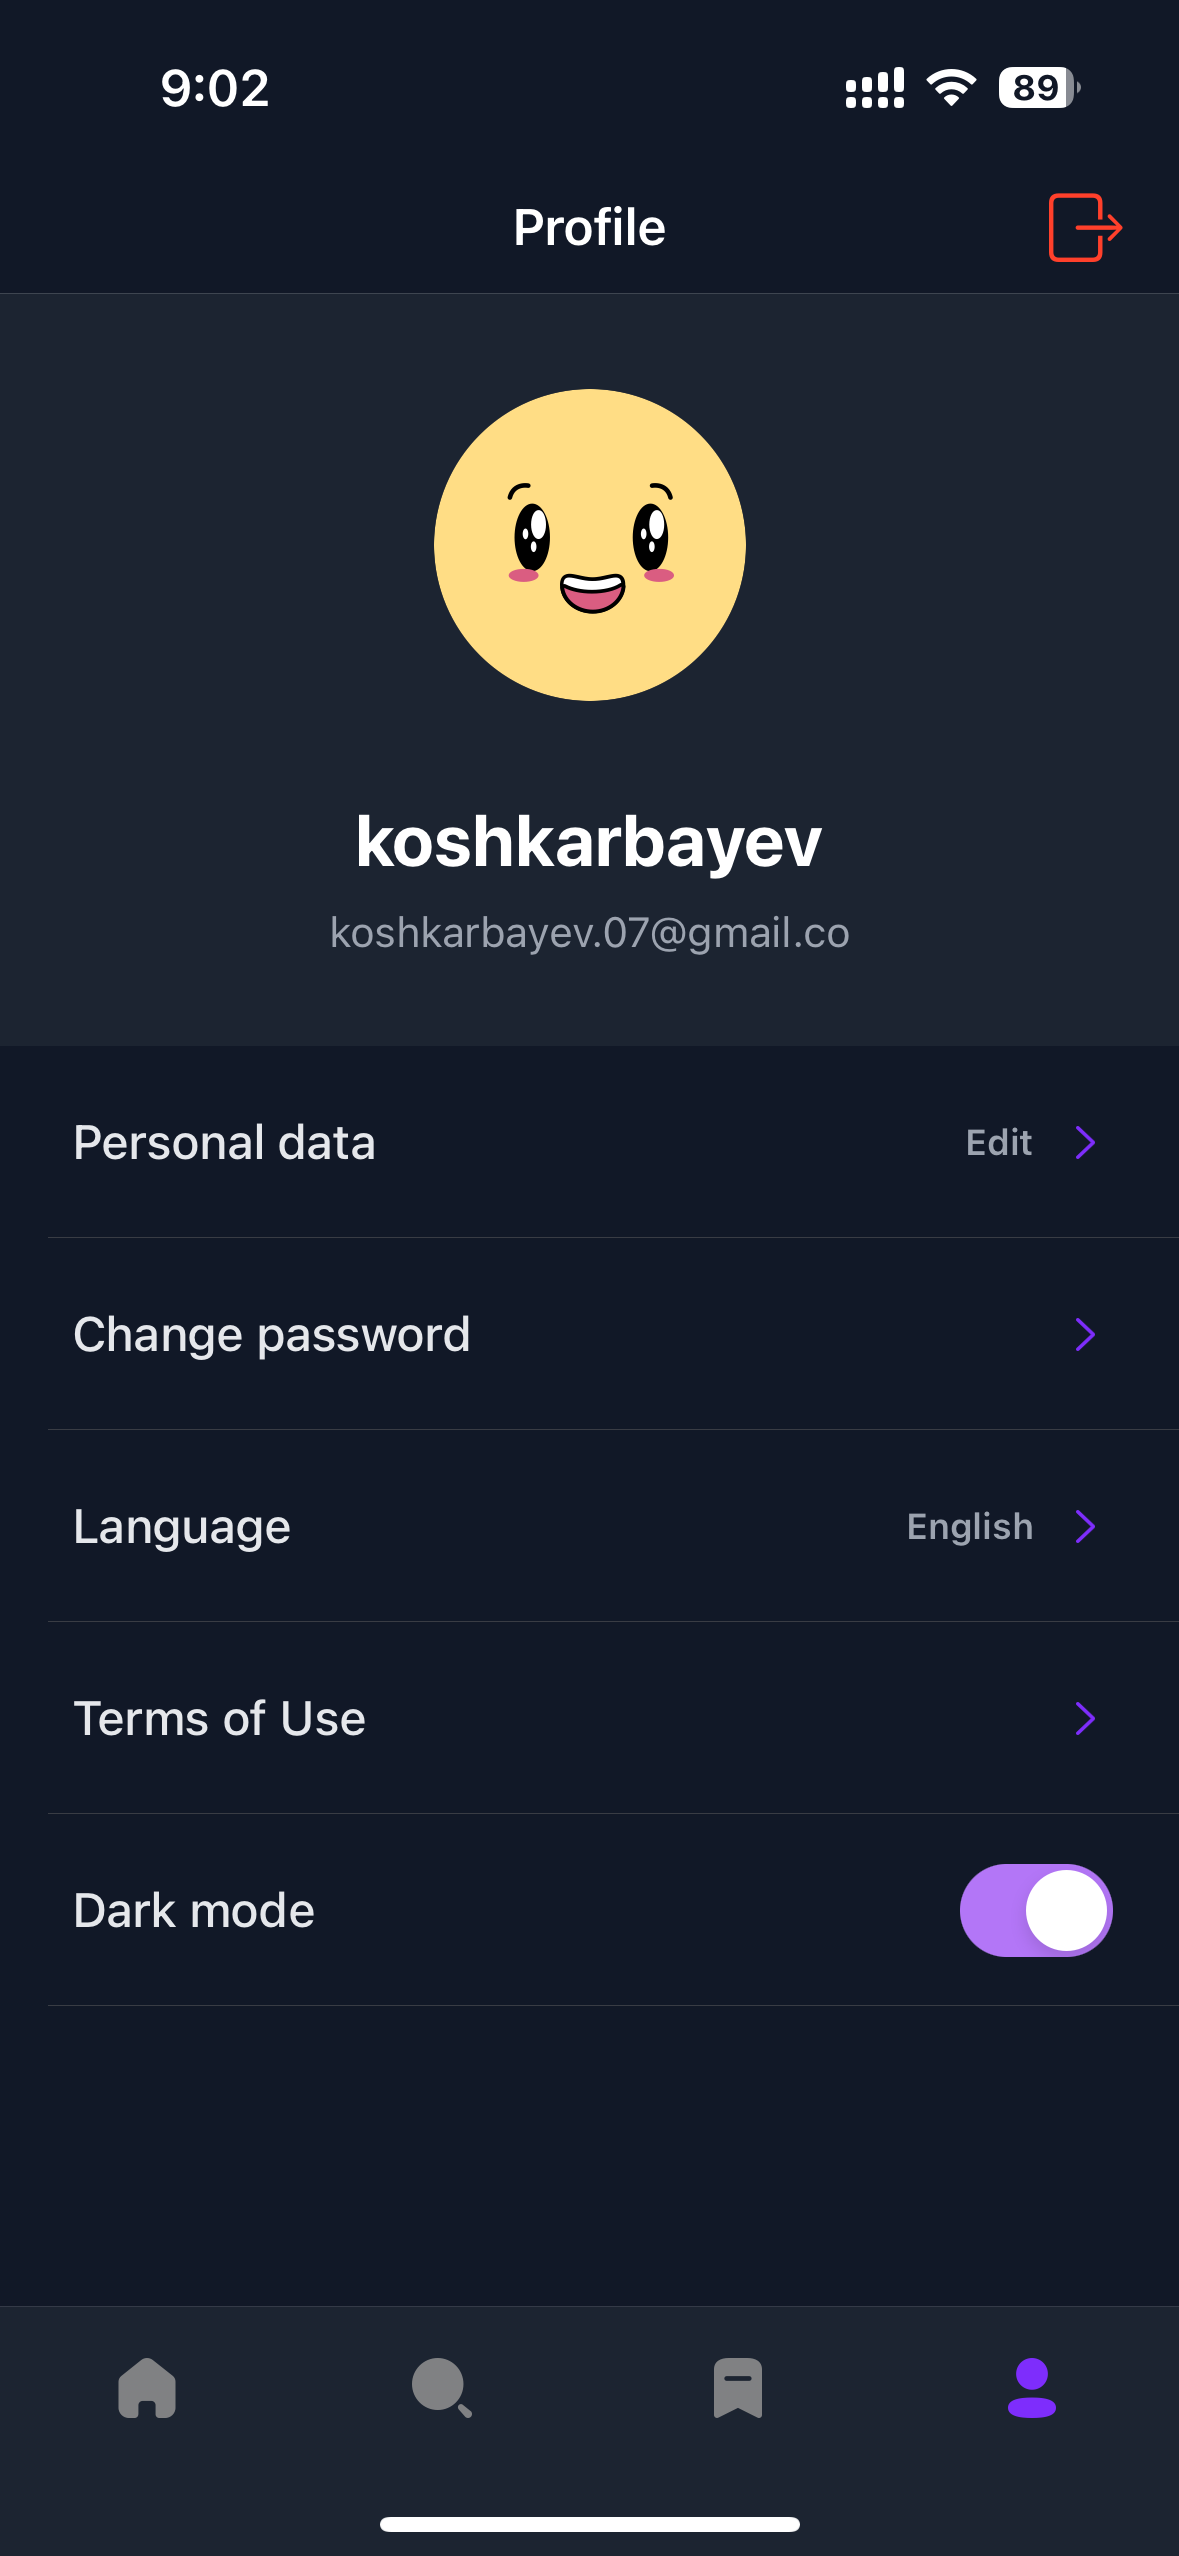 9:02
89
Profile
koshkarbayev
koshkarbayev.07@gmail.co
Personal data
Edit
Change password
Language
English
Terms of Use
Dark mode